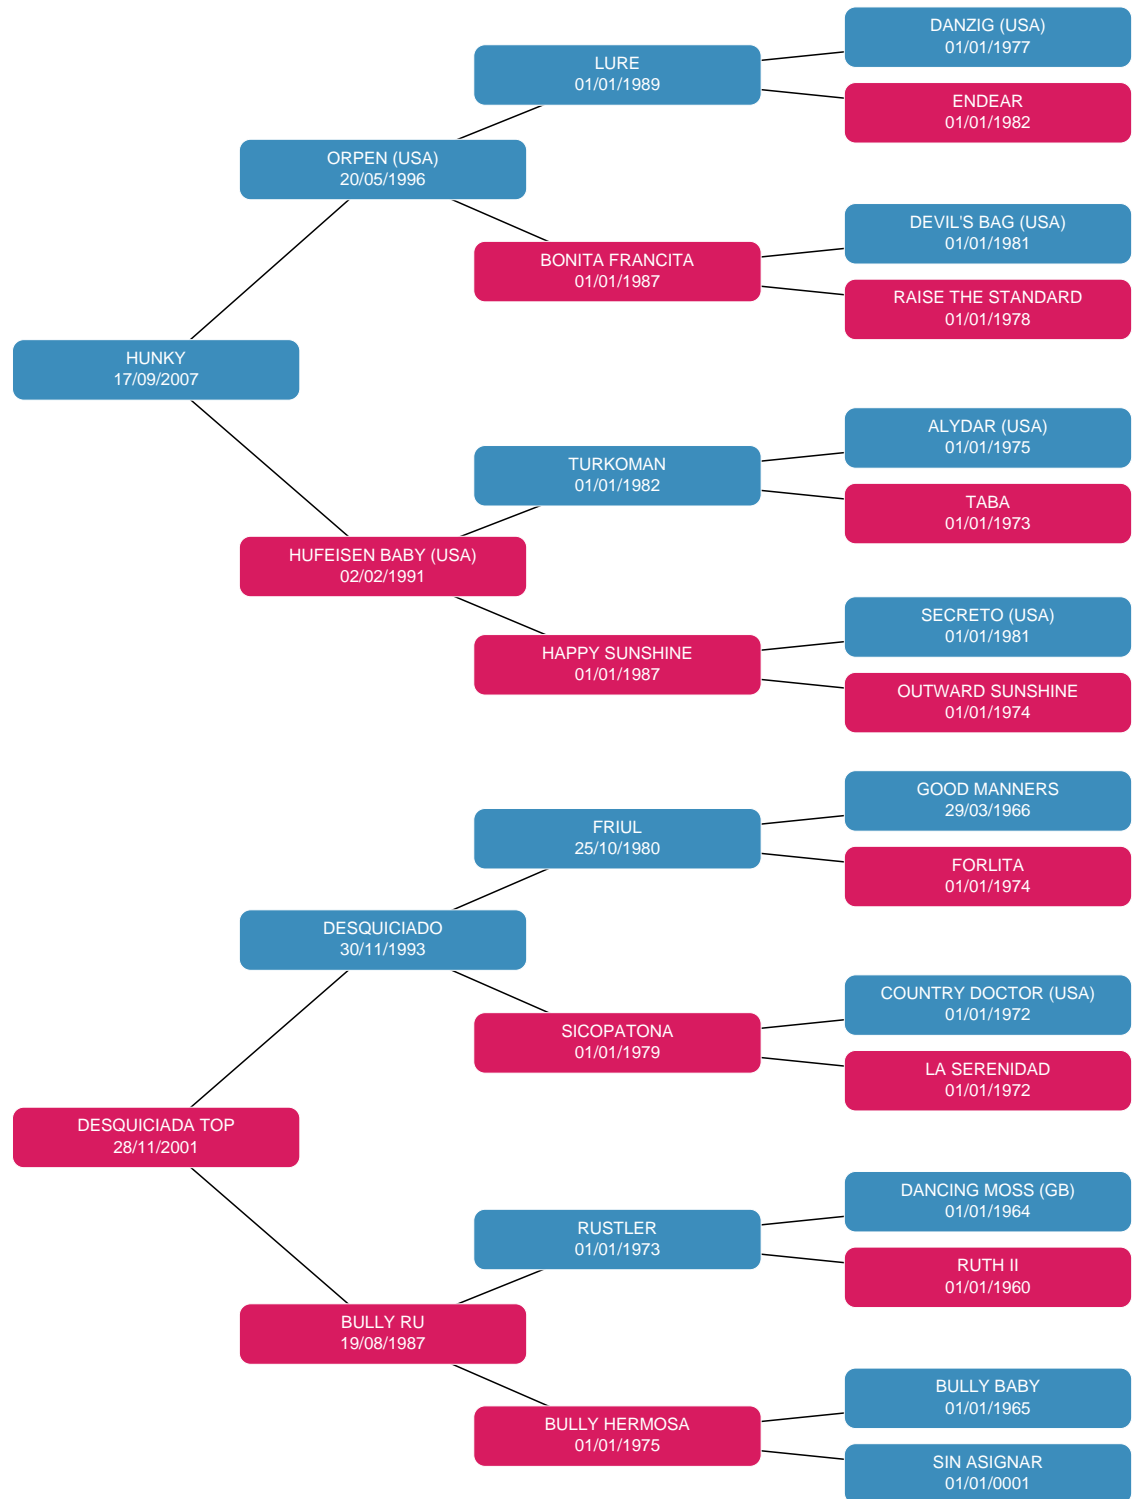 DANZIG (USA)
01/01/1977
LURE
01/01/1989
ENDEAR
01/01/1982
ORPEN (USA)
20/05/1996
DEVIL'S BAG (USA)
01/01/1981
BONITA FRANCITA
01/01/1987
RAISE THE STANDARD
01/01/1978
HUNKY
17/09/2007
ALYDAR (USA)
01/01/1975
TURKOMAN
01/01/1982
TABA
01/01/1973
HUFEISEN BABY (USA)
02/02/1991
SECRETO (USA)
01/01/1981
HAPPY SUNSHINE
01/01/1987
OUTWARD SUNSHINE
01/01/1974
GOOD MANNERS
29/03/1966
FRIUL
25/10/1980
FORLITA
01/01/1974
DESQUICIADO
30/11/1993
COUNTRY DOCTOR (USA)
01/01/1972
SICOPATONA
01/01/1979
LA SERENIDAD
01/01/1972
DESQUICIADA TOP
28/11/2001
DANCING MOSS (GB)
01/01/1964
RUSTLER
01/01/1973
RUTH II
01/01/1960
BULLY RU
19/08/1987
BULLY BABY
01/01/1965
BULLY HERMOSA
01/01/1975
SIN ASIGNAR
01/01/0001